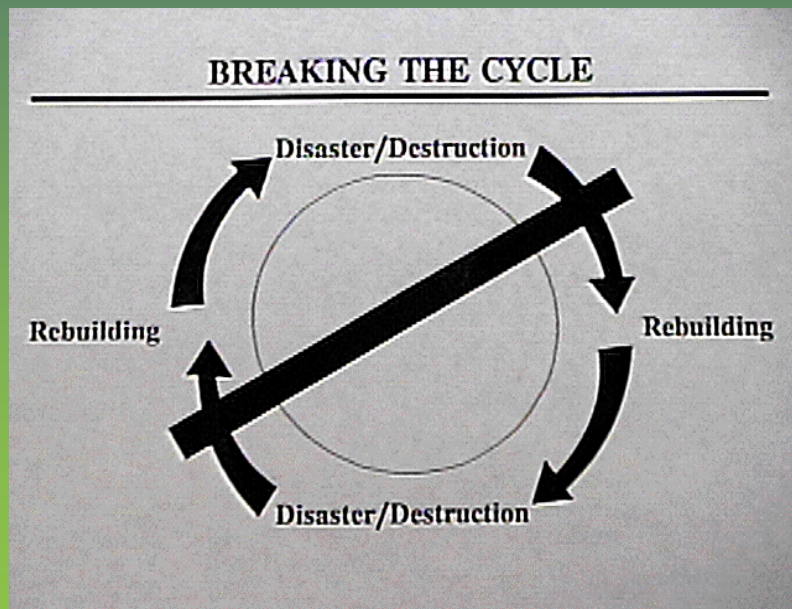 BREAKING THE CYCLE
Disaster/Destruction
Rebuilding
Rebuilding
Disaster/Destruction